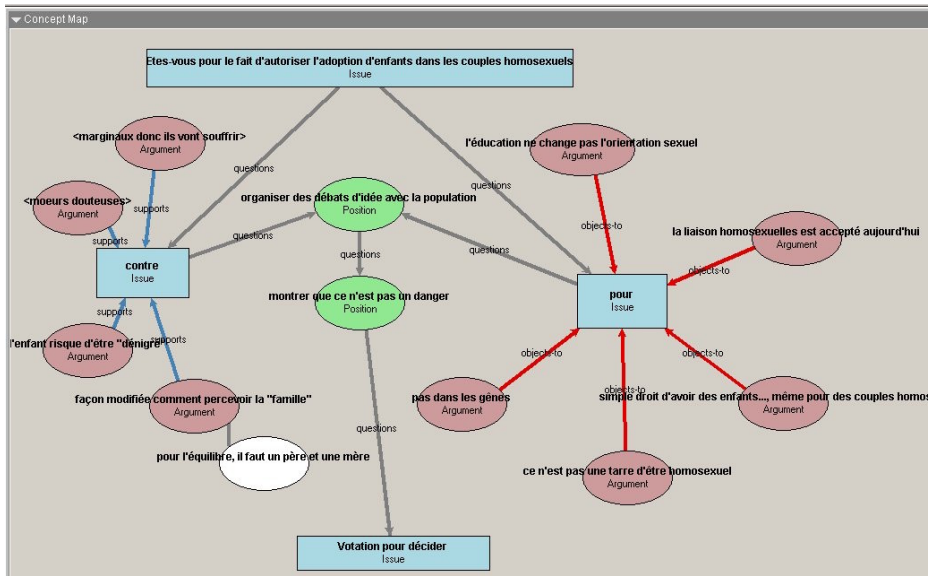 Concept Map
Etes-vous pour le fait d'autoriser l'adoption d'enfants dans les couples homosexuels
Issue
<marginaux donc ils vont souffrir>
Argument
l'éducation ne change pas l'orientation sexuel
Argument
questions
questions
<moeurs douteuses>
Argument
supports
organiser des débats d'idée avec la population
Position
supports
questions
questions
questions
objects-to
la liaison homosexuelles est accepté aujourd'hui
Argument
objects-to
contre
Issue
montrer que ce n'est pas un danger
Position
pour
Issue
supports
supports
l'enfant risque d'être "dénigré"
Argument
objects-to
objects-to
objects-to
façon modifiée comment percevoir la "famille"
Argument
pas dans les gênes
Argument
simple droit d'avoir des enfants..., même pour des couples homos
Argument
questions
pour l'équilibre, il faut un père et une mère
ce n'est pas une tarre d'être homosexuel
Argument
Votation pour décider
Issue